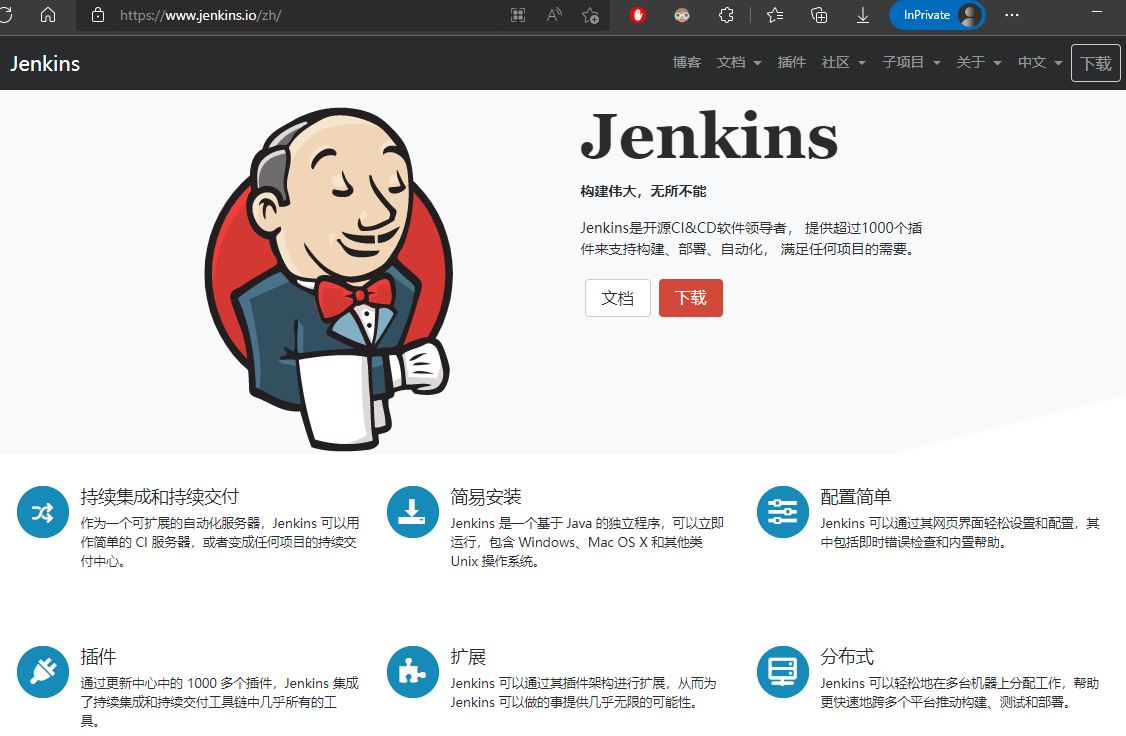 https://www.jenkins.io/zh/
InPrivate
Jenkins
博客 文档 插件 社区 子项目 关于 中文 下载
Jenkins
构建伟大，无所不能
Jenkins是开源CI&CD软件领导者， 提供超过1000个插
件来支持构建、部署、自动化， 满足任何项目的需要。
文档 下载
持续集成和持续交付
作为一个可扩展的自动化服务器，Jenkins 可以用
作简单的 CI 服务器，或者变成任何项目的持续交
付中心。
简易安装
Jenkins 是一个基于 Java 的独立程序，可以立即
运行，包含 Windows、Mac OS X 和其他类
Unix 操作系统。
配置简单
Jenkins 可以通过其网页界面轻松设置和配置，其
中包括即时错误检查和内置帮助。
插件
通过更新中心中的 1000 多个插件，Jenkins 集成
了持续集成和持续交付工具链中几乎所有的工
具。
扩展
Jenkins 可以通过其插件架构进行扩展，从而为
Jenkins 可以做的事提供几乎无限的可能性。
分布式
Jenkins 可以轻松地在多台机器上分配工作，帮助
更快速地跨多个平台推动构建、测试和部署。